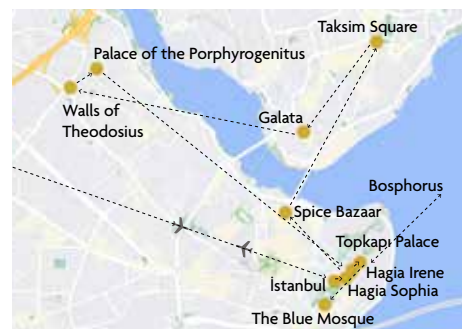 Taksim Square
Palace of the Porphyrogenitus
Walls of
Theodosius
Galata
Bosphorus
Spice Bazaar
Topkapı Palace
Hagia Irene
İstanbul
Hagia Sophia
The Blue Mosque